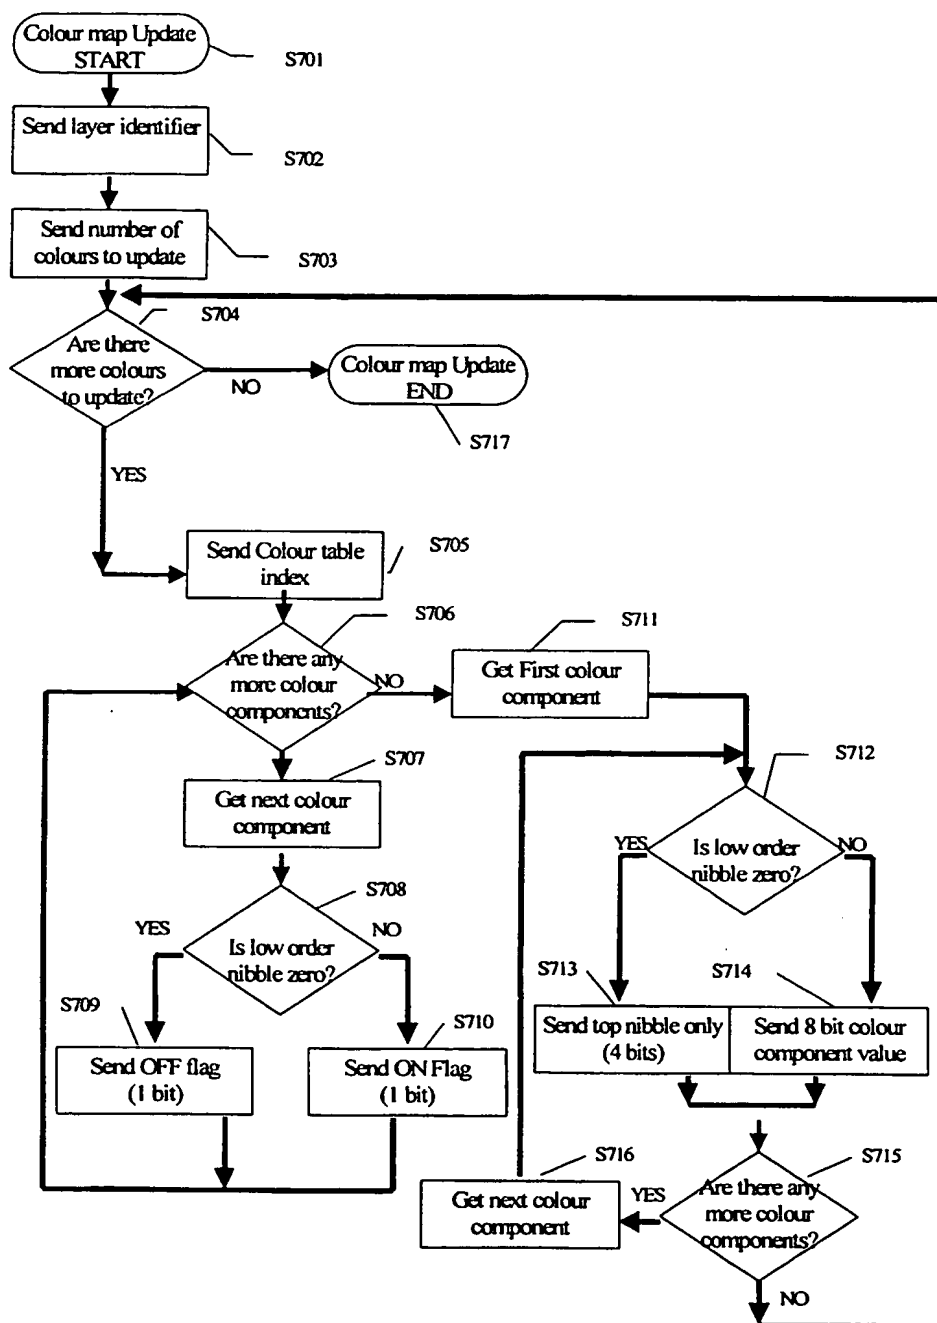 Colour map Update
START
S701
Send layer identifier
S702
Send number of
colours to update
S703
S704
Are there
more colours
to update?
NO
Colour map Update
END
S717
YES
Send Colour table
index
S705
S706
Are there any
more colour
components?
NO
S711
Get First colour
component
S707
Get next colour
component
S712
Is low order
nibble zero?
YES
NO
S708
Is low order
nibble zero?
YES
NO
S709
Send OFF flag
(1 bit)
S710
Send ON Flag
(1 bit)
S713
Send top nibble only
(4 bits)
S714
Send 8 bit colour
component value
S715
Are there any
more colour
components?
YES
S716
Get next colour
component
NO